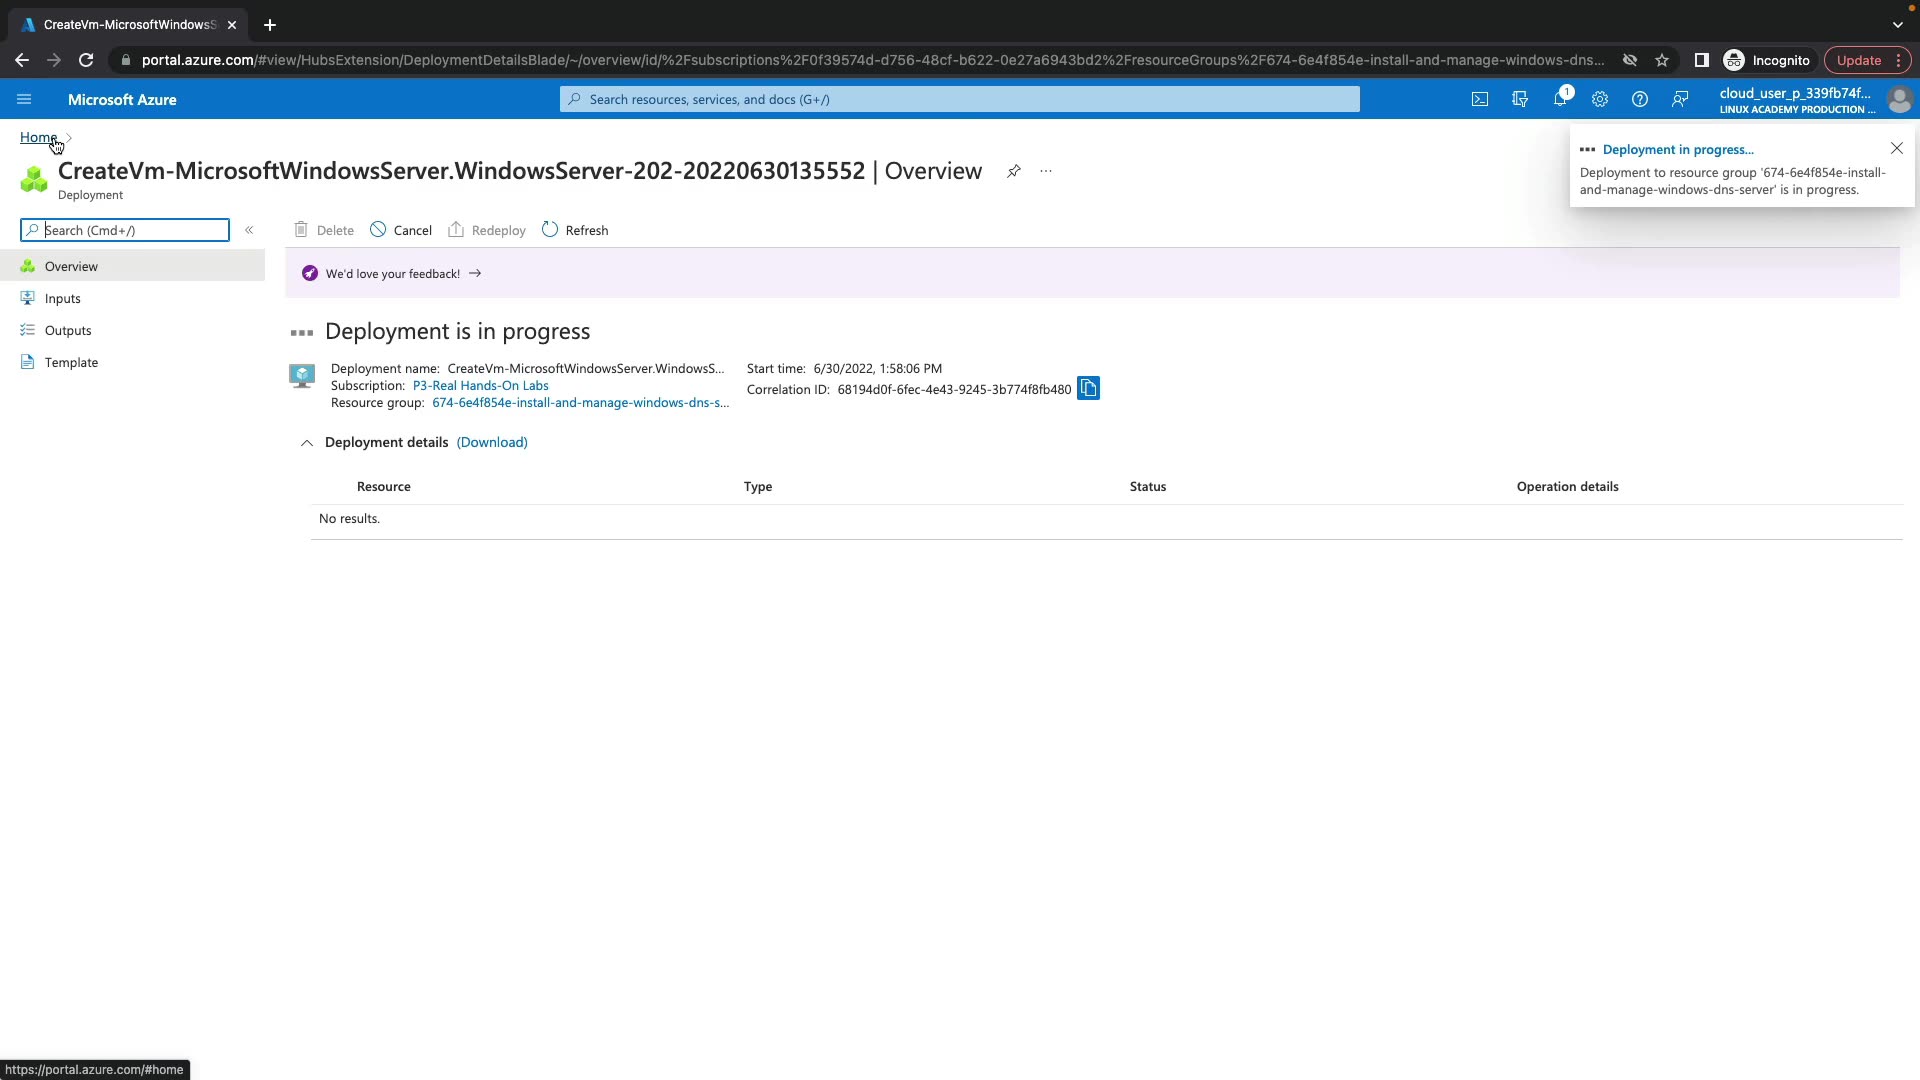 CreateVm-MicrosoftWindowsS
portal.azure.com/#view/HubsExtension/DeploymentDetailsBlade/~/overview/id/%2Fsubscriptions%2F0f39574d-d756-48cf-b622-0e27a6943bd2%2FresourceGroups%2F674-6e4f854e-install-and-manage-windows-dns...
Incognito
Update
Microsoft Azure
Search resources, services, and docs (G+/)
1
cloud_user_p_339fb74f...
LINUX ACADEMY PRODUCTION ...
Home
CreateVm-MicrosoftWindowsServer.WindowsServer-202-20220630135552 | Overview
Deployment
Deployment in progress...
Deployment to resource group '674-6e4f854e-install-
and-manage-windows-dns-server' is in progress.
Search (Cmd+/)
Delete
Cancel
Redeploy
Refresh
Overview
Inputs
Outputs
Template
We'd love your feedback!
Deployment is in progress
Deployment name: CreateVm-MicrosoftWindowsServer.WindowsS...
Subscription: P3-Real Hands-On Labs
Resource group: 674-6e4f854e-install-and-manage-windows-dns-s...
Start time: 6/30/2022, 1:58:06 PM
Correlation ID: 68194d0f-6fec-4e43-9245-3b774f8fb480
Deployment details (Download)
Resource
Type
Status
Operation details
No results.
https://portal.azure.com/#home